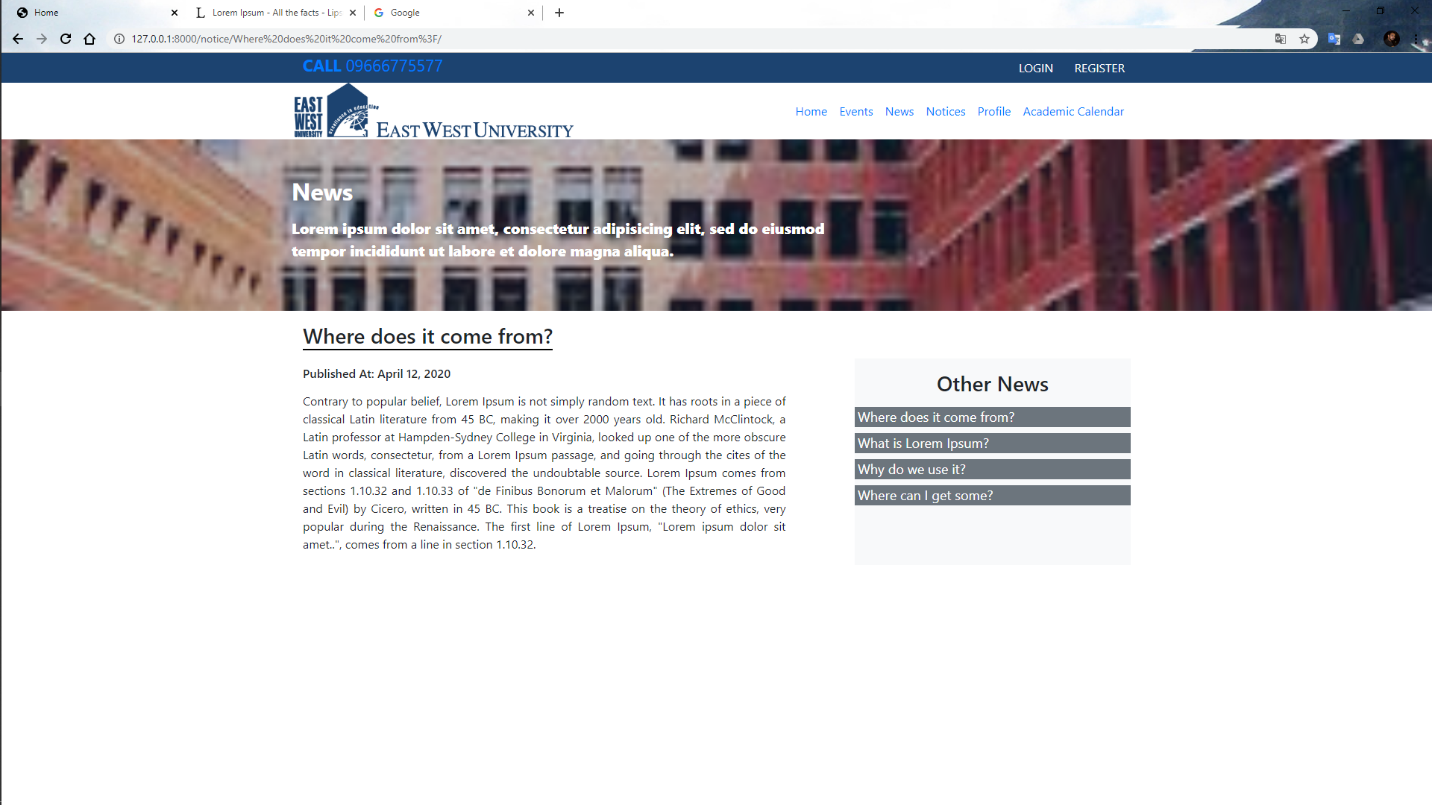 Home
Lorem Ipsum - All the facts - Lips
Google
127.0.0.1:8000/notice/Where%20does%20it%20come%20from%3F/
CALL 09666775577
LOGIN REGISTER
EAST
WEST
UNIVERSITY
EAST WEST UNIVERSITY
Home Events News Notices Profile Academic Calendar
News
Lorem ipsum dolor sit amet, consectetur adipisicing elit, sed do eiusmod
tempor incididunt ut labore et dolore magna aliqua.
Where does it come from?
Published At: April 12, 2020
Contrary to popular belief, Lorem Ipsum is not simply random text. It has roots in a piece of
classical Latin literature from 45 BC, making it over 2000 years old. Richard McClintock, a
Latin professor at Hampden-Sydney College in Virginia, looked up one of the more obscure
Latin words, consectetur, from a Lorem Ipsum passage, and going through the cites of the
word in classical literature, discovered the undoubtable source. Lorem Ipsum comes from
sections 1.10.32 and 1.10.33 of "de Finibus Bonorum et Malorum" (The Extremes of Good
and Evil) by Cicero, written in 45 BC. This book is a treatise on the theory of ethics, very
popular during the Renaissance. The first line of Lorem Ipsum, "Lorem ipsum dolor sit
amet..", comes from a line in section 1.10.32.
Other News
Where does it come from?
What is Lorem Ipsum?
Why do we use it?
Where can I get some?